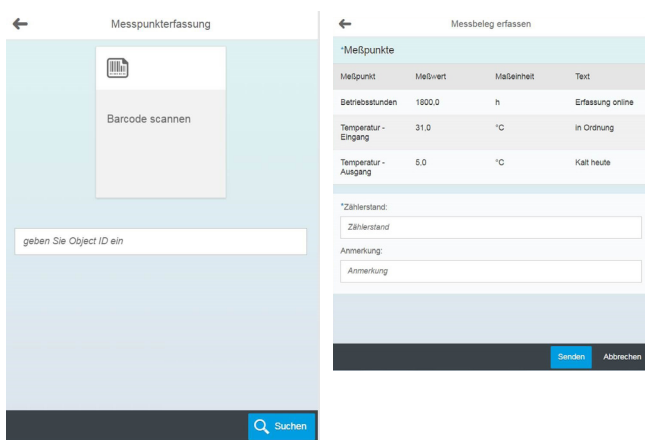 Messpunkterfassung
Barcode scannen
geben Sie Object ID ein
Suchen
Messbeleg erfassen
*Meßpunkte
Meßpunkt Meßwert Maßeinheit Text
Betriebsstunden 1800,0 h Erfassung online
Temperatur - Eingang 31,0 °C in Ordnung
Temperatur - Ausgang 5,0 °C Kalt heute
*Zählerstand:
Zählerstand
Anmerkung:
Anmerkung
Senden Abbrechen